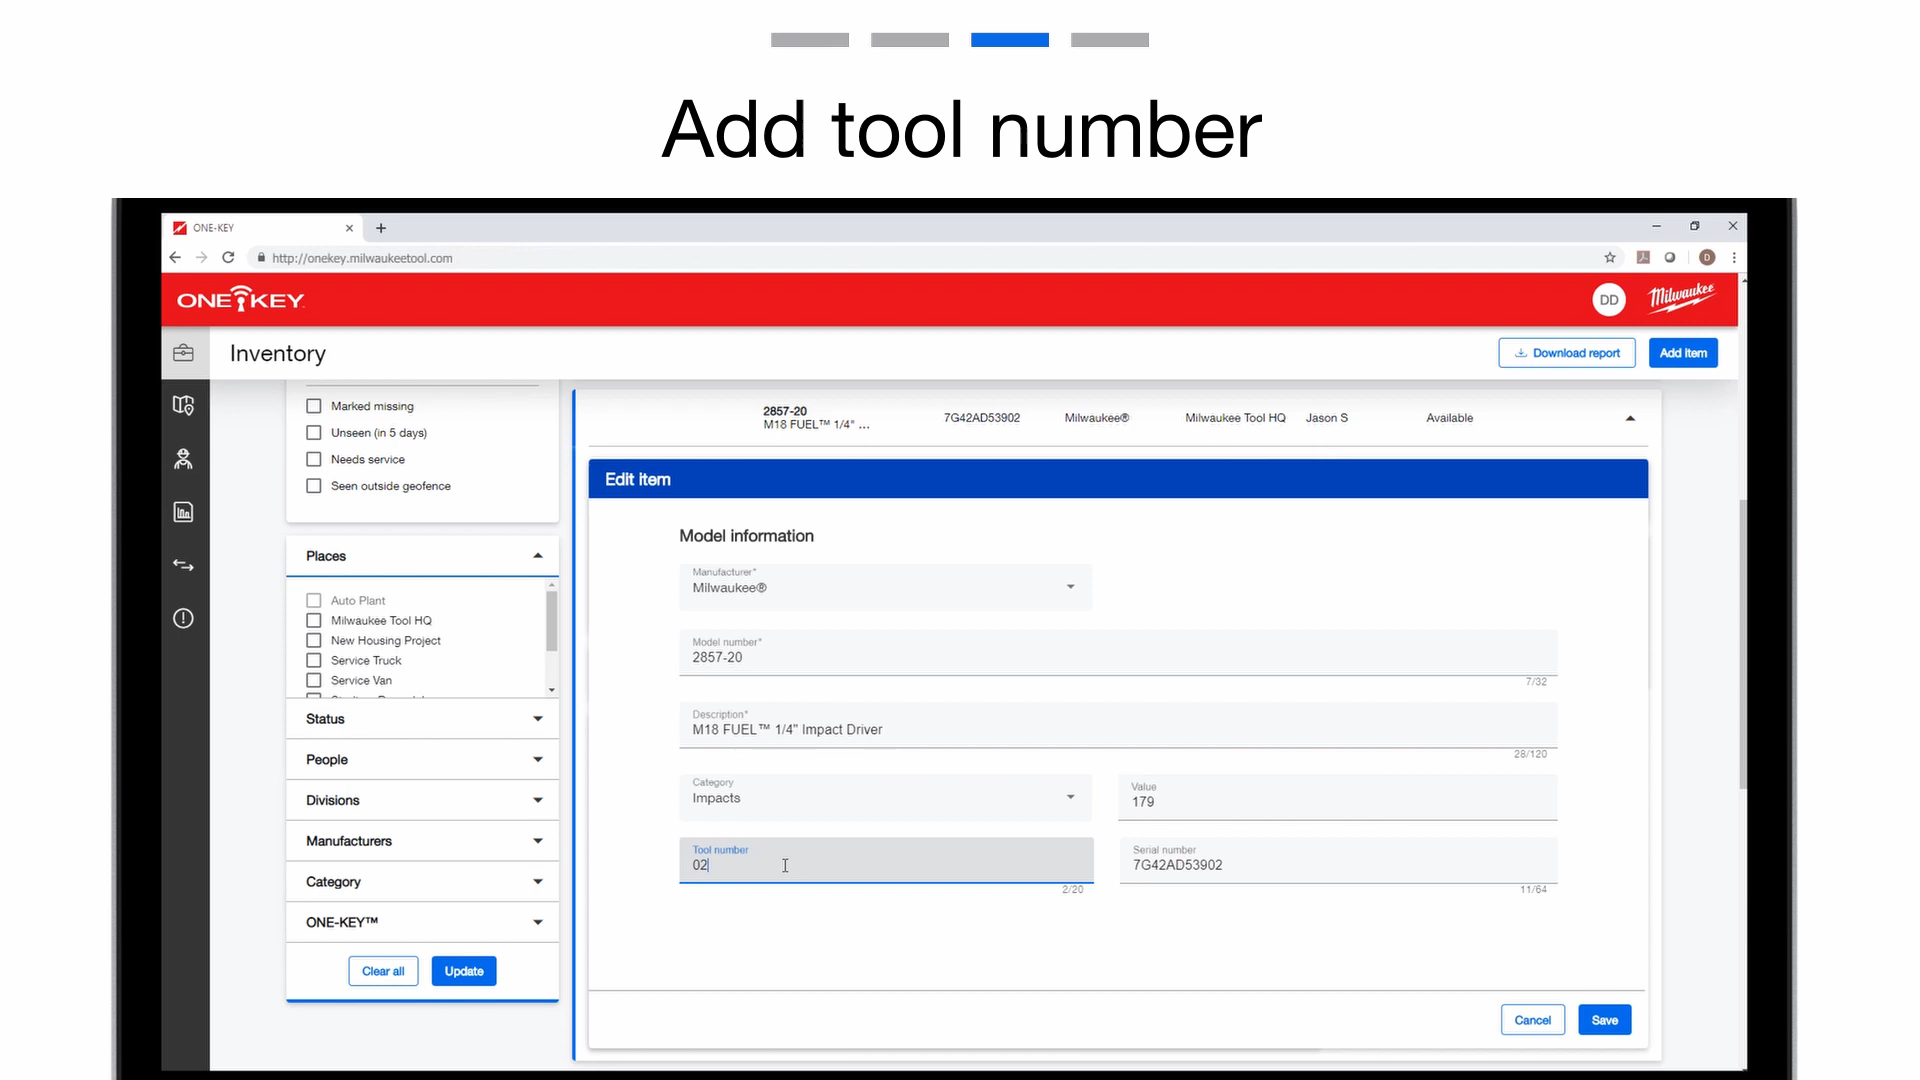 Add tool number
ONE-KEY
http://onekey.milwaukeetool.com
D
ONE KEY
DD
Milwaukee
Inventory
Download report
Add Item
Marked missing
Unseen (in 5 days)
Needs service
Seen outside geofence
Places
Auto Plant
Milwaukee Tool HQ
New Housing Project
Service Truck
Service Van
Status
People
Divisions
Manufacturers
Category
ONE-KEY™
Clear all
Update
2857-20
M18 FUEL™ 1/4" ...
7G42AD53902
Milwaukee®
Milwaukee Tool HQ
Jason S
Available
Edit Item
Model information
Manufacturer*
Milwaukee®
Model number*
2857-20
7/32
Description*
M18 FUEL™ 1/4" Impact Driver
28/120
Category
Impacts
Value
179
Tool number
02
2/20
Serial number
7G42AD53902
11/64
Cancel
Save